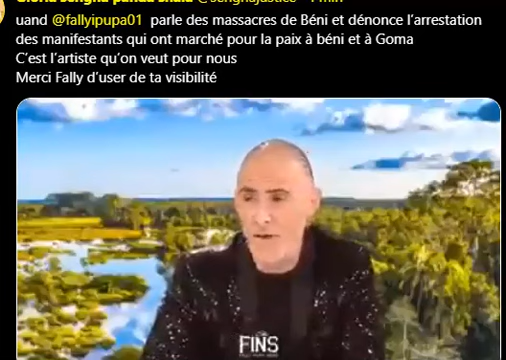 @senghajustice
uand @fallyipupa01 parle des massacres de Béni et dénonce l'arrestation
des manifestants qui ont marché pour la paix à béni et à Goma
C'est l'artiste qu'on veut pour nous
Merci Fally d'user de ta visibilité
FINS